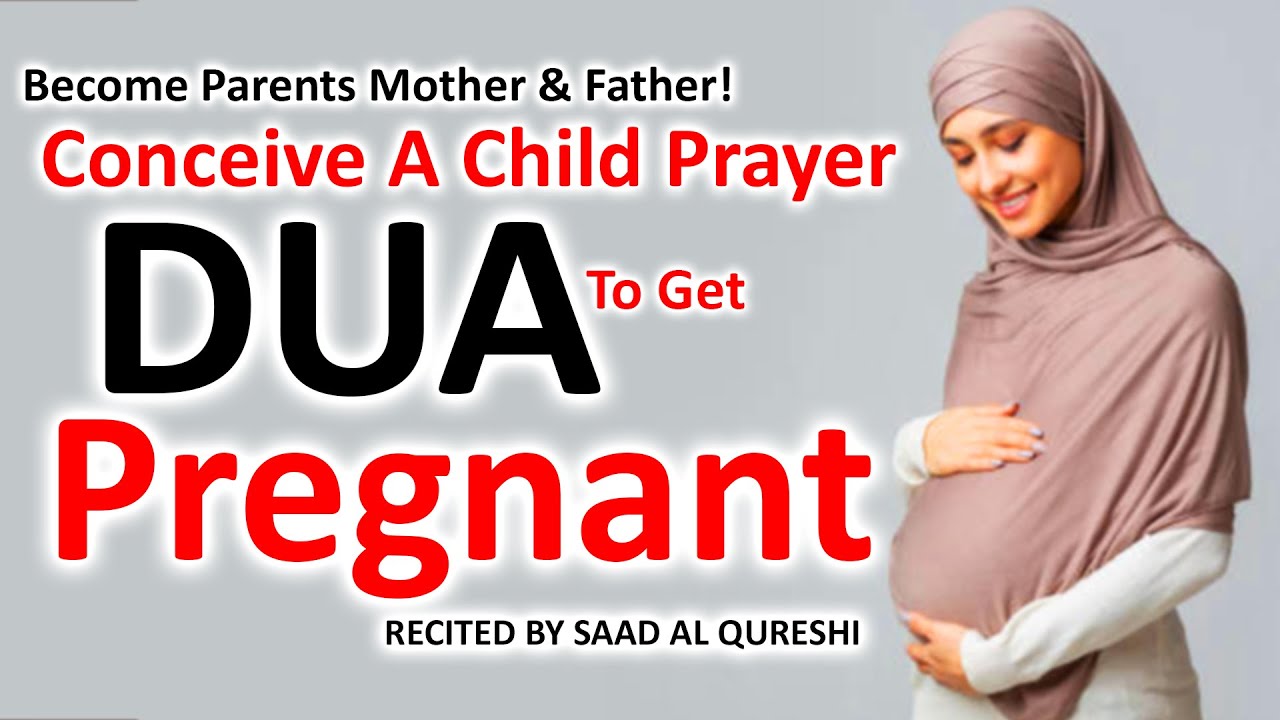 Become Parents Mother & Father!
Conceive A Child Prayer
DUA To Get
Pregnant
RECITED BY SAAD AL QURESHI